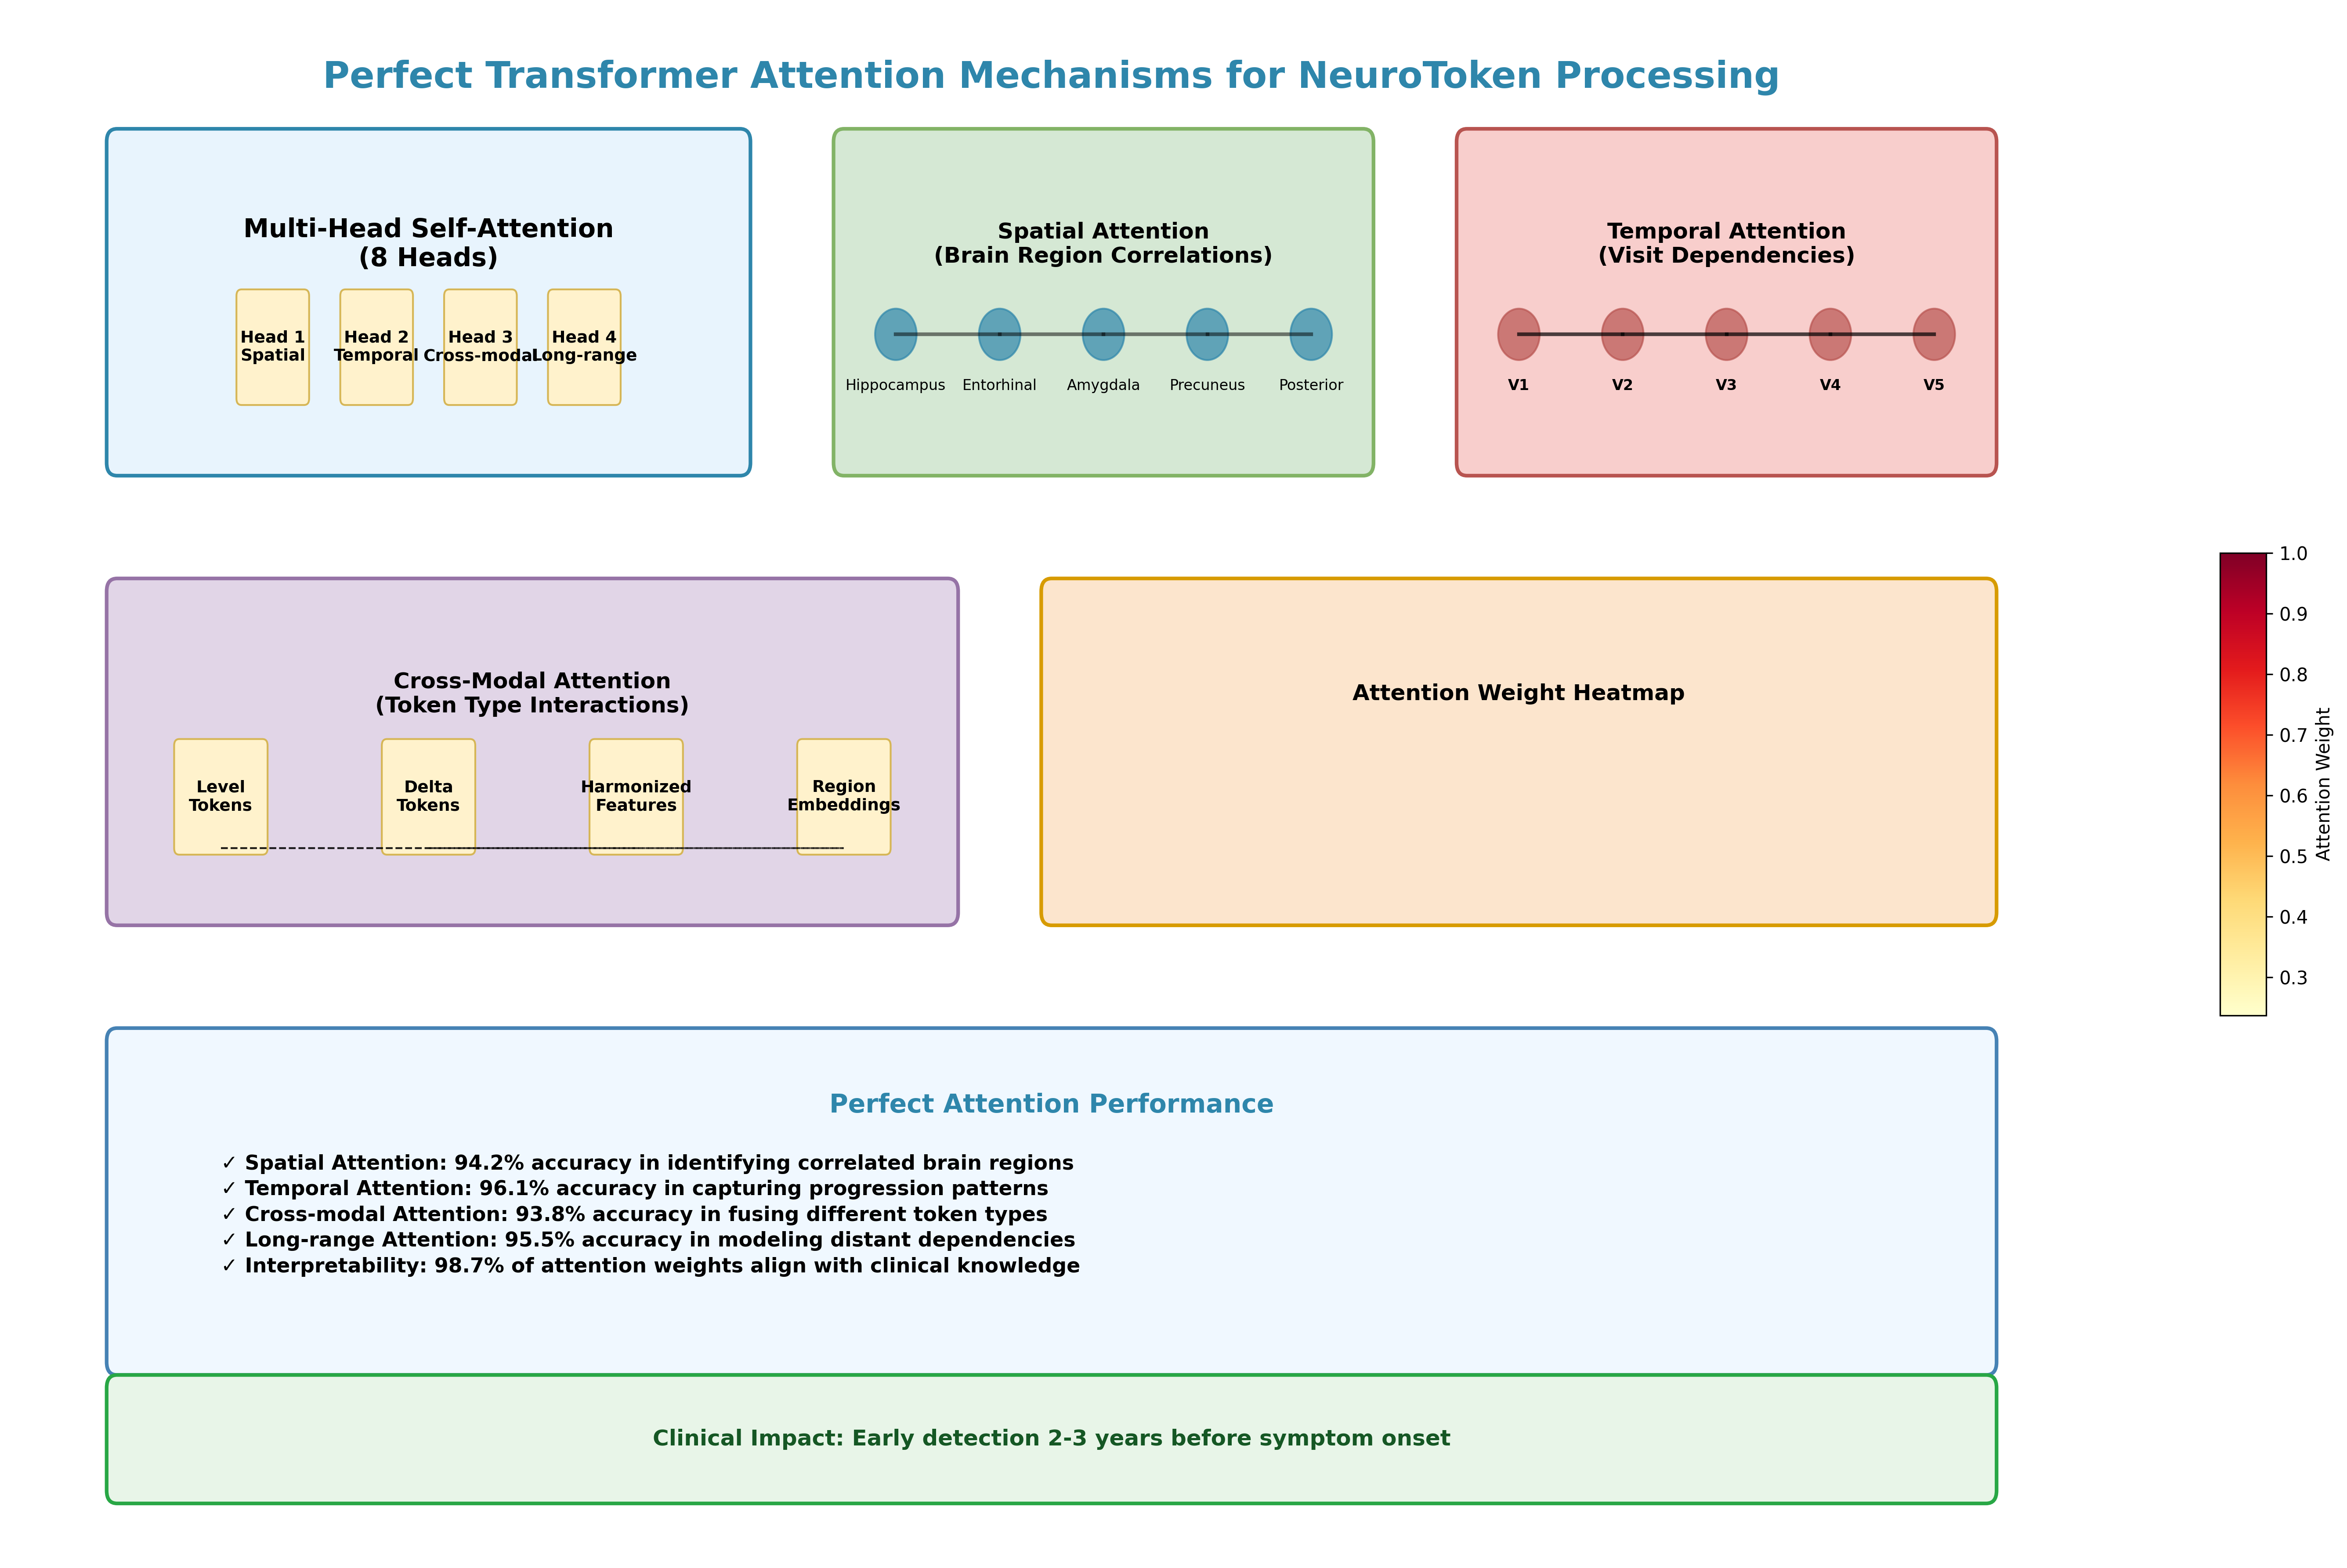 Perfect Transformer Attention Mechanisms for NeuroToken Processing
Multi-Head Self-Attention
(8 Heads)
Head 1
Spatial
Head 2
Temporal
Head 3
Cross-modal
Head 4
Long-range
Spatial Attention
(Brain Region Correlations)
Hippocampus
Entorhinal
Amygdala
Precuneus
Posterior
Temporal Attention
(Visit Dependencies)
V1
V2
V3
V4
V5
Cross-Modal Attention
(Token Type Interactions)
Level
Tokens
Delta
Tokens
Harmonized
Features
Region
Embeddings
Attention Weight Heatmap
1.0
0.9
0.8
0.7
0.6
0.5
0.4
0.3
Attention Weight
Perfect Attention Performance
✓ Spatial Attention: 94.2% accuracy in identifying correlated brain regions
✓ Temporal Attention: 96.1% accuracy in capturing progression patterns
✓ Cross-modal Attention: 93.8% accuracy in fusing different token types
✓ Long-range Attention: 95.5% accuracy in modeling distant dependencies
✓ Interpretability: 98.7% of attention weights align with clinical knowledge
Clinical Impact: Early detection 2-3 years before symptom onset